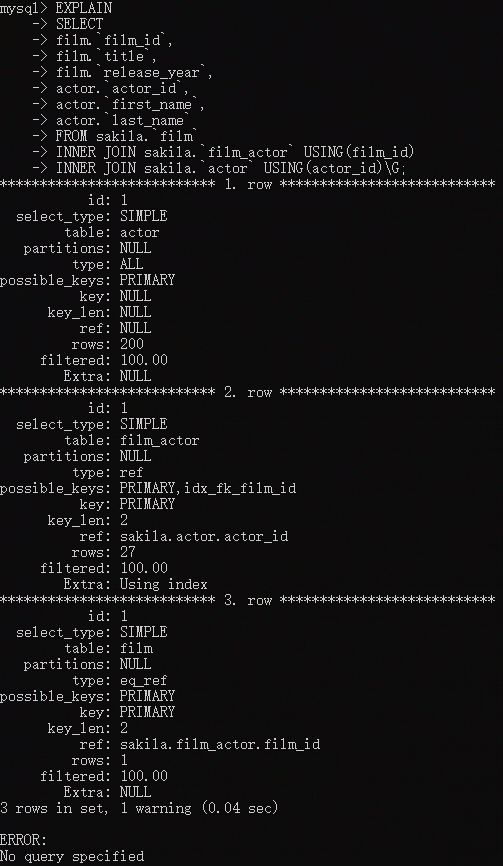 mysql> EXPLAIN
    -> SELECT
    -> film.`film_id`,
    -> film.`title`,
    -> film.`release_year`,
    -> actor.`actor_id`,
    -> actor.`first_name`,
    -> actor.`last_name`
    -> FROM sakila.`film`
    -> INNER JOIN sakila.`film_actor` USING(film_id)
    -> INNER JOIN sakila.`actor` USING(actor_id)\G;
*************************** 1. row ***************************
           id: 1
  select_type: SIMPLE
        table: actor
   partitions: NULL
         type: ALL
possible_keys: PRIMARY
          key: NULL
      key_len: NULL
          ref: NULL
         rows: 200
     filtered: 100.00
        Extra: NULL
*************************** 2. row ***************************
           id: 1
  select_type: SIMPLE
        table: film_actor
   partitions: NULL
         type: ref
possible_keys: PRIMARY,idx_fk_film_id
          key: PRIMARY
      key_len: 2
          ref: sakila.actor.actor_id
         rows: 27
     filtered: 100.00
        Extra: Using index
*************************** 3. row ***************************
           id: 1
  select_type: SIMPLE
        table: film
   partitions: NULL
         type: eq_ref
possible_keys: PRIMARY
          key: PRIMARY
      key_len: 2
          ref: sakila.film_actor.film_id
         rows: 1
     filtered: 100.00
        Extra: NULL
3 rows in set, 1 warning (0.04 sec)

ERROR:
No query specified